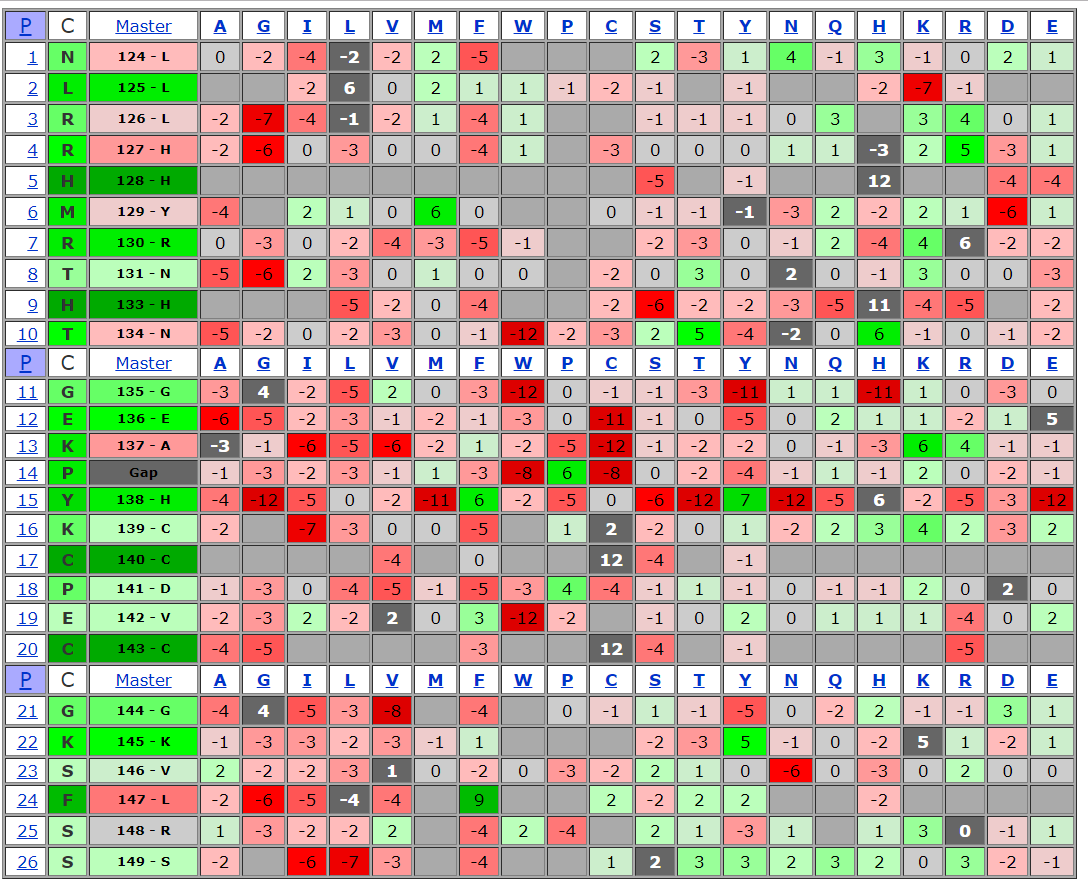 P C Master A G I L V M F W P C S T Y N Q H K R D E
1 N 124 - L 0 -2 -4 -2 -2 2 -5 2 -3 1 4 -1 3 -1 0 2 1
2 L 125 - L -2 6 0 2 1 1 -1 -2 -1 -1 -2 -7 -1
3 R 126 - L -2 -7 -4 -1 -2 1 -4 1 -1 -1 -1 0 3 3 4 0 1
4 R 127 - H -2 -6 0 -3 0 0 -4 1 -3 0 0 0 1 1 -3 2 5 -3 1
5 H 128 - H -5 -1 12 -4 -4
6 M 129 - Y -4 2 1 0 6 0 0 -1 -1 -1 -3 2 -2 2 1 -6 1
7 R 130 - R 0 -3 0 -2 -4 -3 -5 -1 -2 -3 0 -1 2 -4 4 6 -2 -2
8 T 131 - N -5 -6 2 -3 0 1 0 0 -2 0 3 0 2 0 -1 3 0 0 -3
9 H 133 - H -5 -2 0 -4 -2 -6 -2 -2 -3 -5 11 -4 -5 -2
10 T 134 - N -5 -2 0 -2 -3 0 -1 -12 -2 -3 2 5 -4 -2 0 6 -1 0 -1 -2
P C Master A G I L V M F W P C S T Y N Q H K R D E
11 G 135 - G -3 4 -2 -5 2 0 -3 -12 0 -1 -1 -3 -11 1 1 -11 1 0 -3 0
12 E 136 - E -6 -5 -2 -3 -1 -2 -1 -3 0 -11 -1 0 -5 0 2 1 1 -2 1 5
13 K 137 - A -3 -1 -6 -5 -6 -2 1 -2 -5 -12 -1 -2 -2 0 -1 -3 6 4 -1 -1
14 P Gap -1 -3 -2 -3 -1 1 -3 -8 6 -8 0 -2 -4 -1 1 -1 2 0 -2 -1
15 Y 138 - H -4 -12 -5 0 -2 -11 6 -2 -5 0 -6 -12 7 -12 -5 6 -2 -5 -3 -12
16 K 139 - C -2 -7 -3 0 0 -5 1 2 -2 0 1 -2 2 3 4 2 -3 2
17 C 140 - C -4 0 12 -4 -1
18 P 141 - D -1 -3 0 -4 -5 -1 -5 -3 4 -4 -1 1 -1 0 -1 -1 2 0 2 0
19 E 142 - V -2 -3 2 -2 2 0 3 -12 -2 -1 0 2 0 1 1 1 -4 0 2
20 C 143 - C -4 -5 -3 12 -4 -1 -5
P C Master A G I L V M F W P C S T Y N Q H K R D E
21 G 144 - G -4 4 -5 -3 -8 -4 0 -1 1 -1 -5 0 -2 2 -1 -1 3 1
22 K 145 - K -1 -3 -3 -2 -3 -1 1 -2 -3 5 -1 0 -2 5 1 -2 1
23 S 146 - V 2 -2 -2 -3 1 0 -2 0 -3 -2 2 1 0 -6 0 -3 0 2 0 0
24 F 147 - L -2 -6 -5 -4 -4 9 2 -2 2 2 -2
25 S 148 - R 1 -3 -2 -2 2 -4 2 -4 2 1 -3 1 1 3 0 -1 1
26 S 149 - S -2 -6 -7 -3 -4 1 2 3 3 2 3 2 0 3 -2 -1